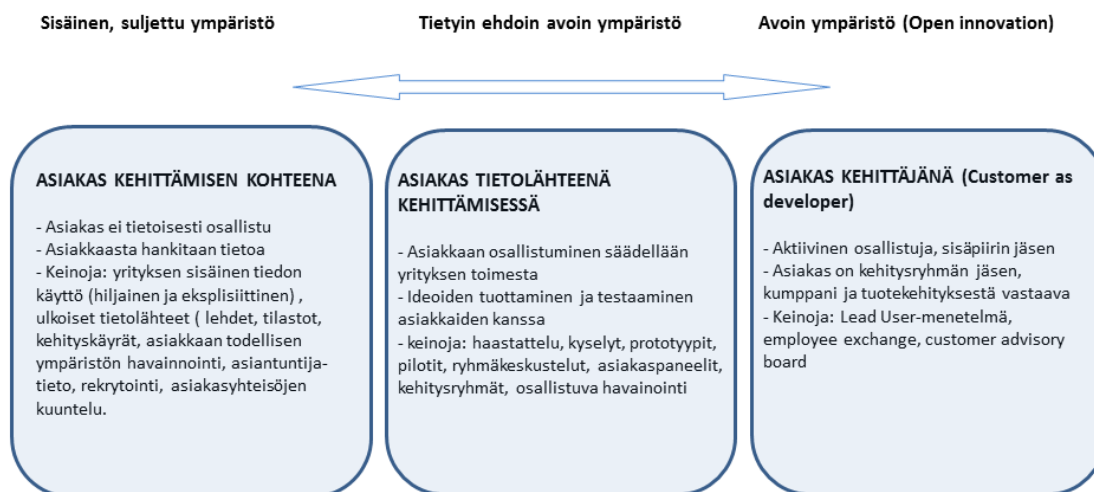 Sisäinen, suljettu ympäristö
Tietyin ehdoin avoin ympäristö
Avoin ympäristö (Open innovation)
ASIAKAS KEHITTÄMISEN KOHTEENA
- Asiakas ei tietoisesti osallistu
- Asiakkaasta hankitaan tietoa
- Keinoja: yrityksen sisäinen tiedon
käyttö (hiljainen ja eksplisiittinen) ,
ulkoiset tietolähteet ( lehdet, tilastot,
kehityskäyrät, asiakkaan todellisen
ympäristön havainnointi, asiantuntija-
tieto, rekrytointi, asiakasyhteisöjen
kuuntelu.
ASIAKAS TIETOLÄHTEENÄ
KEHITTÄMISESSÄ
- Asiakkaan osallistuminen säädellään
yrityksen toimesta
- Ideoiden tuottaminen ja testaaminen
asiakkaiden kanssa
- keinoja: haastattelu, kyselyt, prototyypit,
pilotit, ryhmäkeskustelut, asiakaspaneelit,
kehitysryhmät, osallistuva havainointi
ASIAKAS KEHITTÄJÄNÄ (Customer as
developer)
- Aktiivinen osallistuja, sisäpiirin jäsen
- Asiakas on kehitysryhmän jäsen,
kumppani ja tuotekehityksestä vastaava
- Keinoja: Lead User-menetelmä,
employee exchange, customer advisory
board